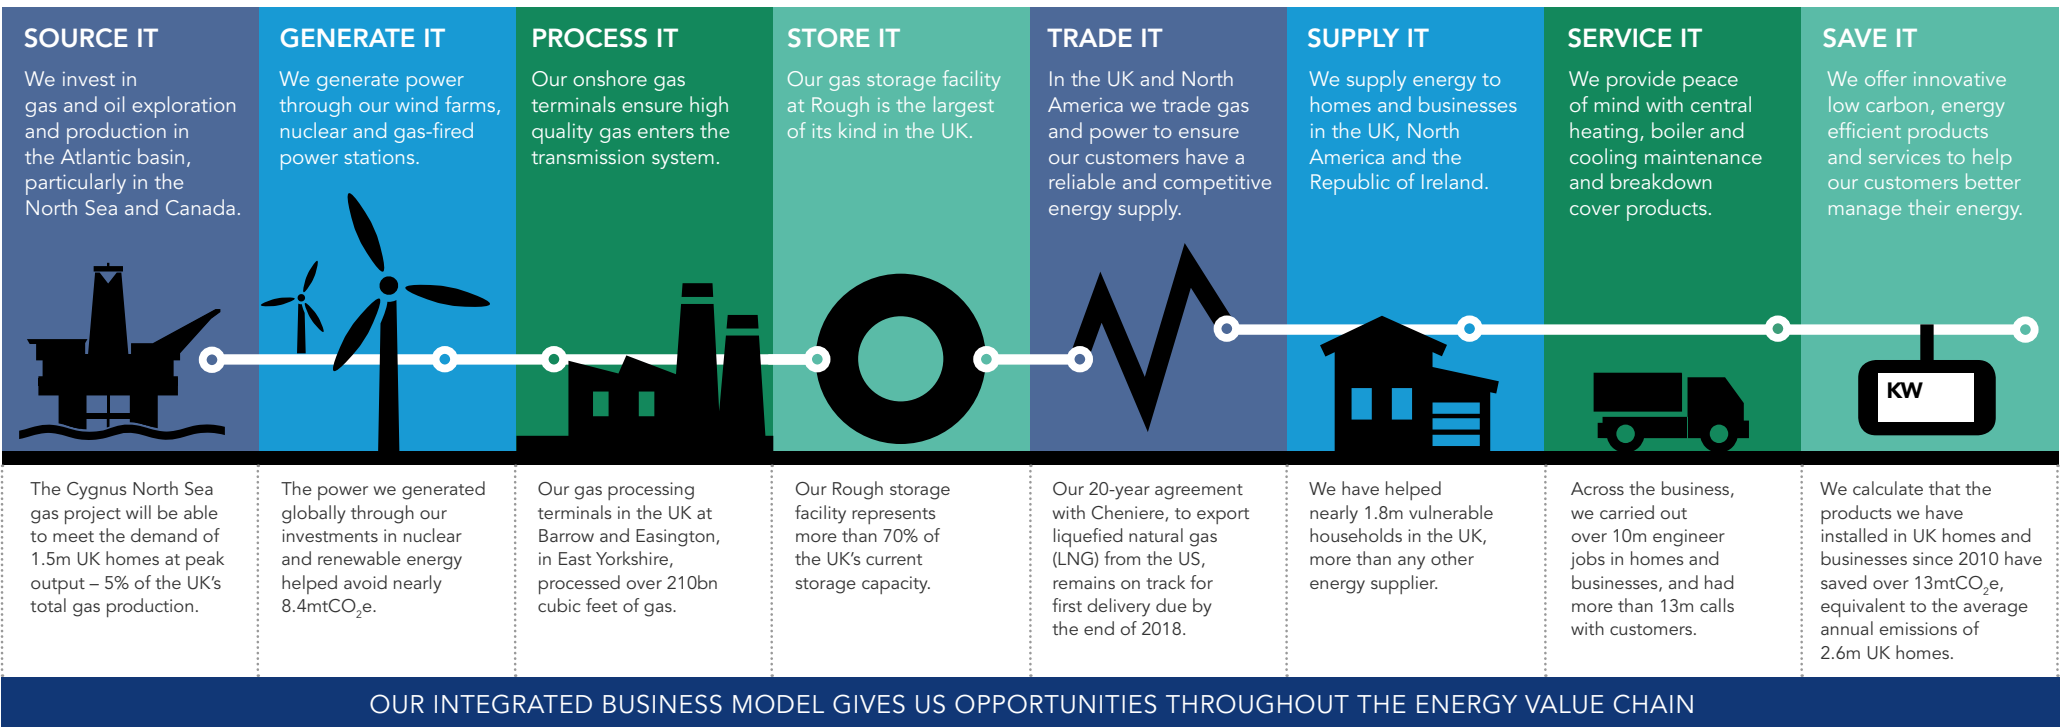 SOURCE IT
We invest in
gas and oil exploration
and production in
the Atlantic basin,
particularly in the
North Sea and Canada.
GENERATE IT
We generate power
through our wind farms,
nuclear and gas-fired
power stations.
PROCESS IT
Our onshore gas
terminals ensure high
quality gas enters the
transmission system.
STORE IT
Our gas storage facility
at Rough is the largest
of its kind in the UK.
TRADE IT
In the UK and North
America we trade gas
and power to ensure
our customers have a
reliable and competitive
energy supply.
SUPPLY IT
We supply energy to
homes and businesses
in the UK, North
America and the
Republic of Ireland.
SERVICE IT
We provide peace
of mind with central
heating, boiler and
cooling maintenance
and breakdown
cover products.
SAVE IT
We offer innovative
low carbon, energy
efficient products
and services to help
our customers better
manage their energy.
KW
The Cygnus North Sea
gas project will be able
to meet the demand of
1.5m UK homes at peak
output – 5% of the UK’s
total gas production.
The power we generated
globally through our
investments in nuclear
and renewable energy
helped avoid nearly
8.4mtCO₂e.
Our gas processing
terminals in the UK at
Barrow and Easington,
in East Yorkshire,
processed over 210bn
cubic feet of gas.
Our Rough storage
facility represents
more than 70% of
the UK’s current
storage capacity.
Our 20-year agreement
with Cheniere, to export
liquefied natural gas
(LNG) from the US,
remains on track for
first delivery due by
the end of 2018.
We have helped
nearly 1.8m vulnerable
households in the UK,
more than any other
energy supplier.
Across the business,
we carried out
over 10m engineer
jobs in homes and
businesses, and had
more than 13m calls
with customers.
We calculate that the
products we have
installed in UK homes and
businesses since 2010 have
saved over 13mtCO₂e,
equivalent to the average
annual emissions of
2.6m UK homes.
OUR INTEGRATED BUSINESS MODEL GIVES US OPPORTUNITIES THROUGHOUT THE ENERGY VALUE CHAIN